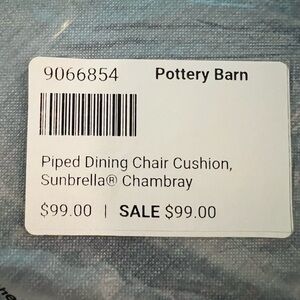 9066854 Pottery Barn
Piped Dining Chair Cushion,
Sunbrella® Chambray
$99.00 | SALE $99.00